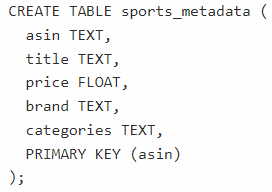 CREATE TABLE sports_metadata (
  asin TEXT,
  title TEXT,
  price FLOAT,
  brand TEXT,
  categories TEXT,
  PRIMARY KEY (asin)
);